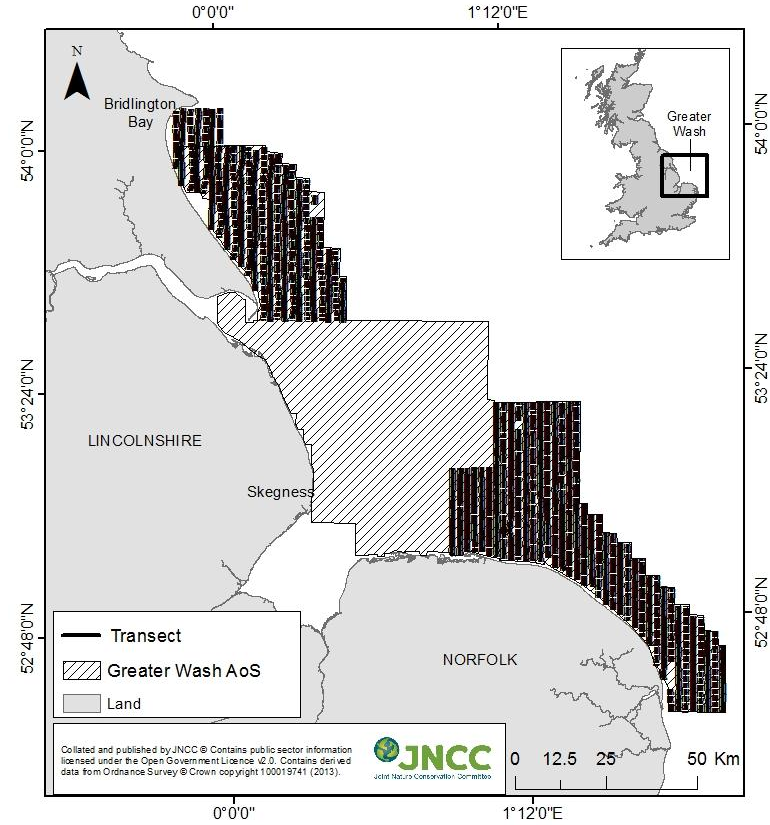 0°0'0"
1°12'0"E
N
Bridlington
Bay
Greater
Wash
54°0'0"N
54°0'0"N
53°24'0"N
53°24'0"N
LINCOLNSHIRE
Skegness
52°48'0"N
52°48'0"N
Transect
Greater Wash AoS
Land
NORFOLK
Collated and published by JNCC © Contains public sector information
licensed under the Open Government Licence v2.0. Contains derived
data from Ordnance Survey © Crown copyright 100019741 (2013).
JNCC
Joint Nature Conservation Committee
0 12.5 25 50 Km
0°0'0"
1°12'0"E